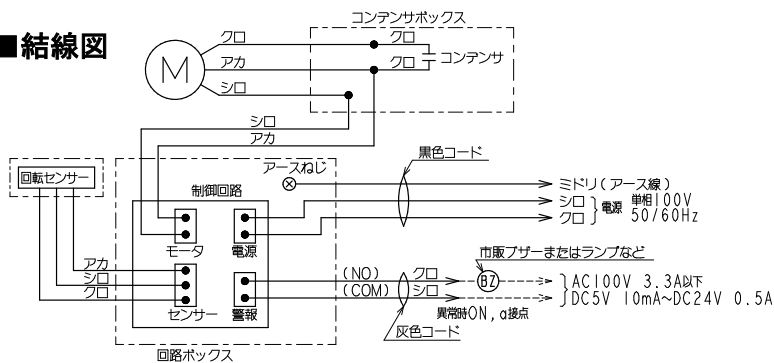 コンデンサボックス
■結線図
クロ
クロ
M
アカ
クロ
コンデンサ
シロ
シロ
アカ
黒色コード
アースねじ
回転センサー
制御回路
ミドリ(アース線)
シロ
クロ
電源
単相100V
50/60Hz
モータ
電源
市販ブザーまたはランプなど
アカ
シロ
クロ
(NO)
クロ
(COM)
シロ
BZ
AC100V 3.3A以下
DC5V 10mA~DC24V 0.5A
センサー
警報
異常時ON,a接点
灰色コード
回路ボックス